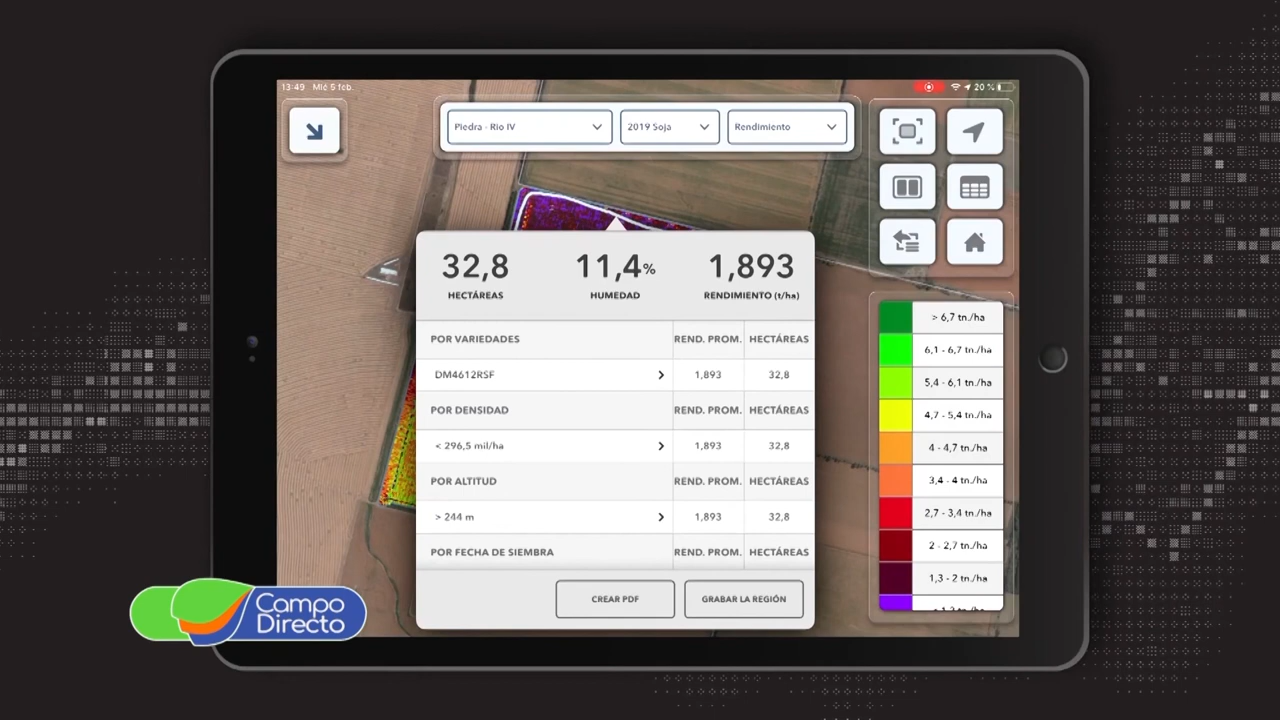 13:49 Mié 5 feb.
20 %
Piedra - Rio IV
2019 Soja
Rendimiento
32,8
HECTÁREAS
11,4%
HUMEDAD
1,893
RENDIMIENTO (t/ha)
POR VARIEDADES REND. PROM. HECTÁREAS
DM4612RSF 1,893 32,8
POR DENSIDAD REND. PROM. HECTÁREAS
< 296,5 mil/ha 1,893 32,8
POR ALTITUD REND. PROM. HECTÁREAS
> 244 m 1,893 32,8
POR FECHA DE SIEMBRA REND. PROM. HECTÁREAS
CREAR PDF
GRABAR LA REGIÓN
> 6,7 tn./ha
6,1 - 6,7 tn./ha
5,4 - 6,1 tn./ha
4,7 - 5,4 tn./ha
4 - 4,7 tn./ha
3,4 - 4 tn./ha
2,7 - 3,4 tn./ha
2 - 2,7 tn./ha
1,3 - 2 tn./ha
Campo
Directo